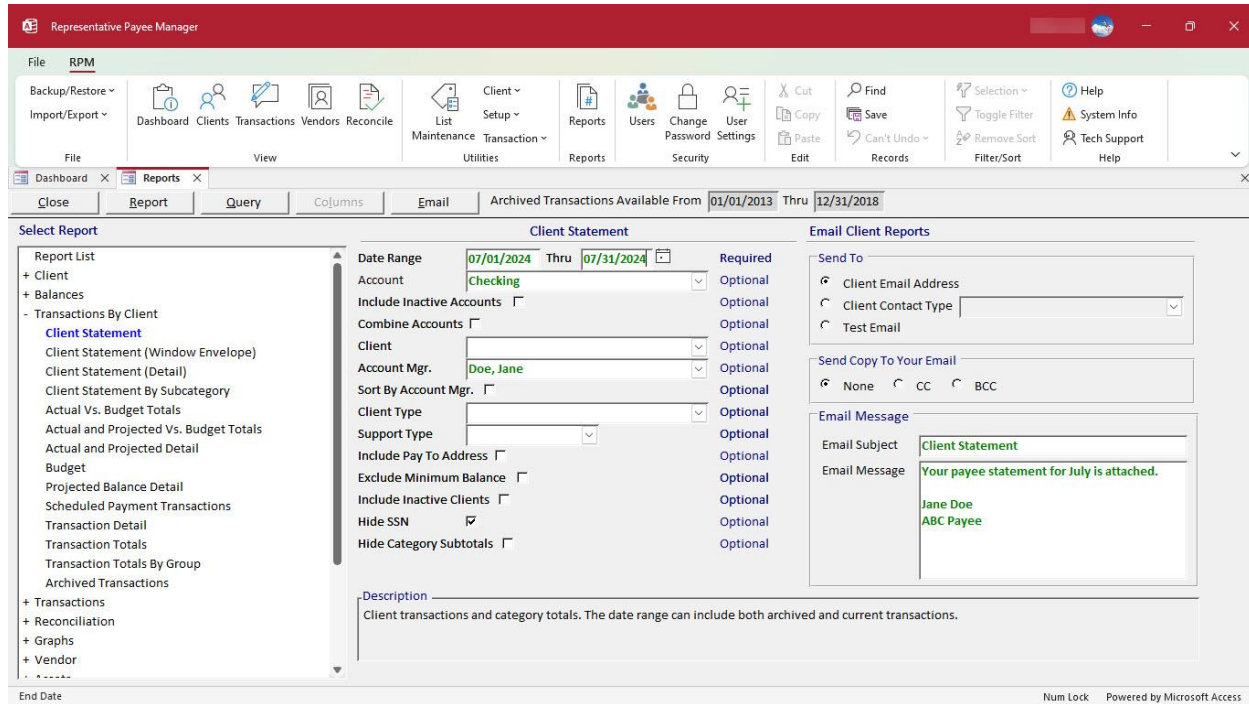 Representative Payee Manager
File RPM
Backup/Restore
Import/Export
File
Dashboard Clients Transactions Vendors Reconcile
View
List Maintenance
Client
Setup
Transaction
Utilities
Reports
Reports
Users Change Password User Settings
Security
Cut
Copy
Paste
Edit
Find
Save
Can't Undo
Records
Selection
Toggle Filter
Remove Sort
Filter/Sort
Help
System Info
Tech Support
Help
Dashboard Reports
Close Report Query Columns Email Archived Transactions Available From 01/01/2013 Thru 12/31/2018
Select Report
Report List
+ Client
+ Balances
- Transactions By Client
Client Statement
Client Statement (Window Envelope)
Client Statement (Detail)
Client Statement By Subcategory
Actual Vs. Budget Totals
Actual and Projected Vs. Budget Totals
Actual and Projected Detail
Budget
Projected Balance Detail
Scheduled Payment Transactions
Transaction Detail
Transaction Totals
Transaction Totals By Group
Archived Transactions
+ Transactions
+ Reconciliation
+ Graphs
+ Vendor
Client Statement
Date Range 07/01/2024 Thru 07/31/2024 Required
Account Checking Optional
Include Inactive Accounts Optional
Combine Accounts Optional
Client Optional
Account Mgr. Doe, Jane Optional
Sort By Account Mgr. Optional
Client Type Optional
Support Type Optional
Include Pay To Address Optional
Exclude Minimum Balance Optional
Include Inactive Clients Optional
Hide SSN Optional
Hide Category Subtotals Optional
Email Client Reports
Send To
Client Email Address
Client Contact Type
Test Email
Send Copy To Your Email
None CC BCC
Email Message
Email Subject Client Statement
Email Message Your payee statement for July is attached.
Jane Doe
ABC Payee
Description
Client transactions and category totals. The date range can include both archived and current transactions.
End Date Num Lock Powered by Microsoft Access